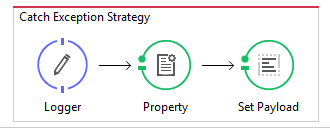 Catch Exception Strategy
Logger
Property
Set Payload